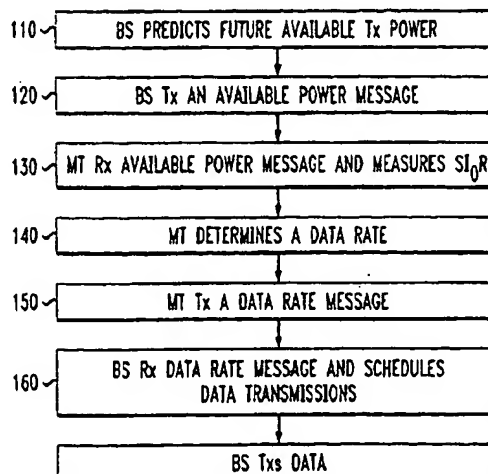 110 BS PREDICTS FUTURE AVAILABLE Tx POWER
120 BS Tx AN AVAILABLE POWER MESSAGE
130 MT Rx AVAILABLE POWER MESSAGE AND MEASURES SI₀R
140 MT DETERMINES A DATA RATE
150 MT Tx A DATA RATE MESSAGE
160 BS Rx DATA RATE MESSAGE AND SCHEDULES
DATA TRANSMISSIONS
BS Txs DATA